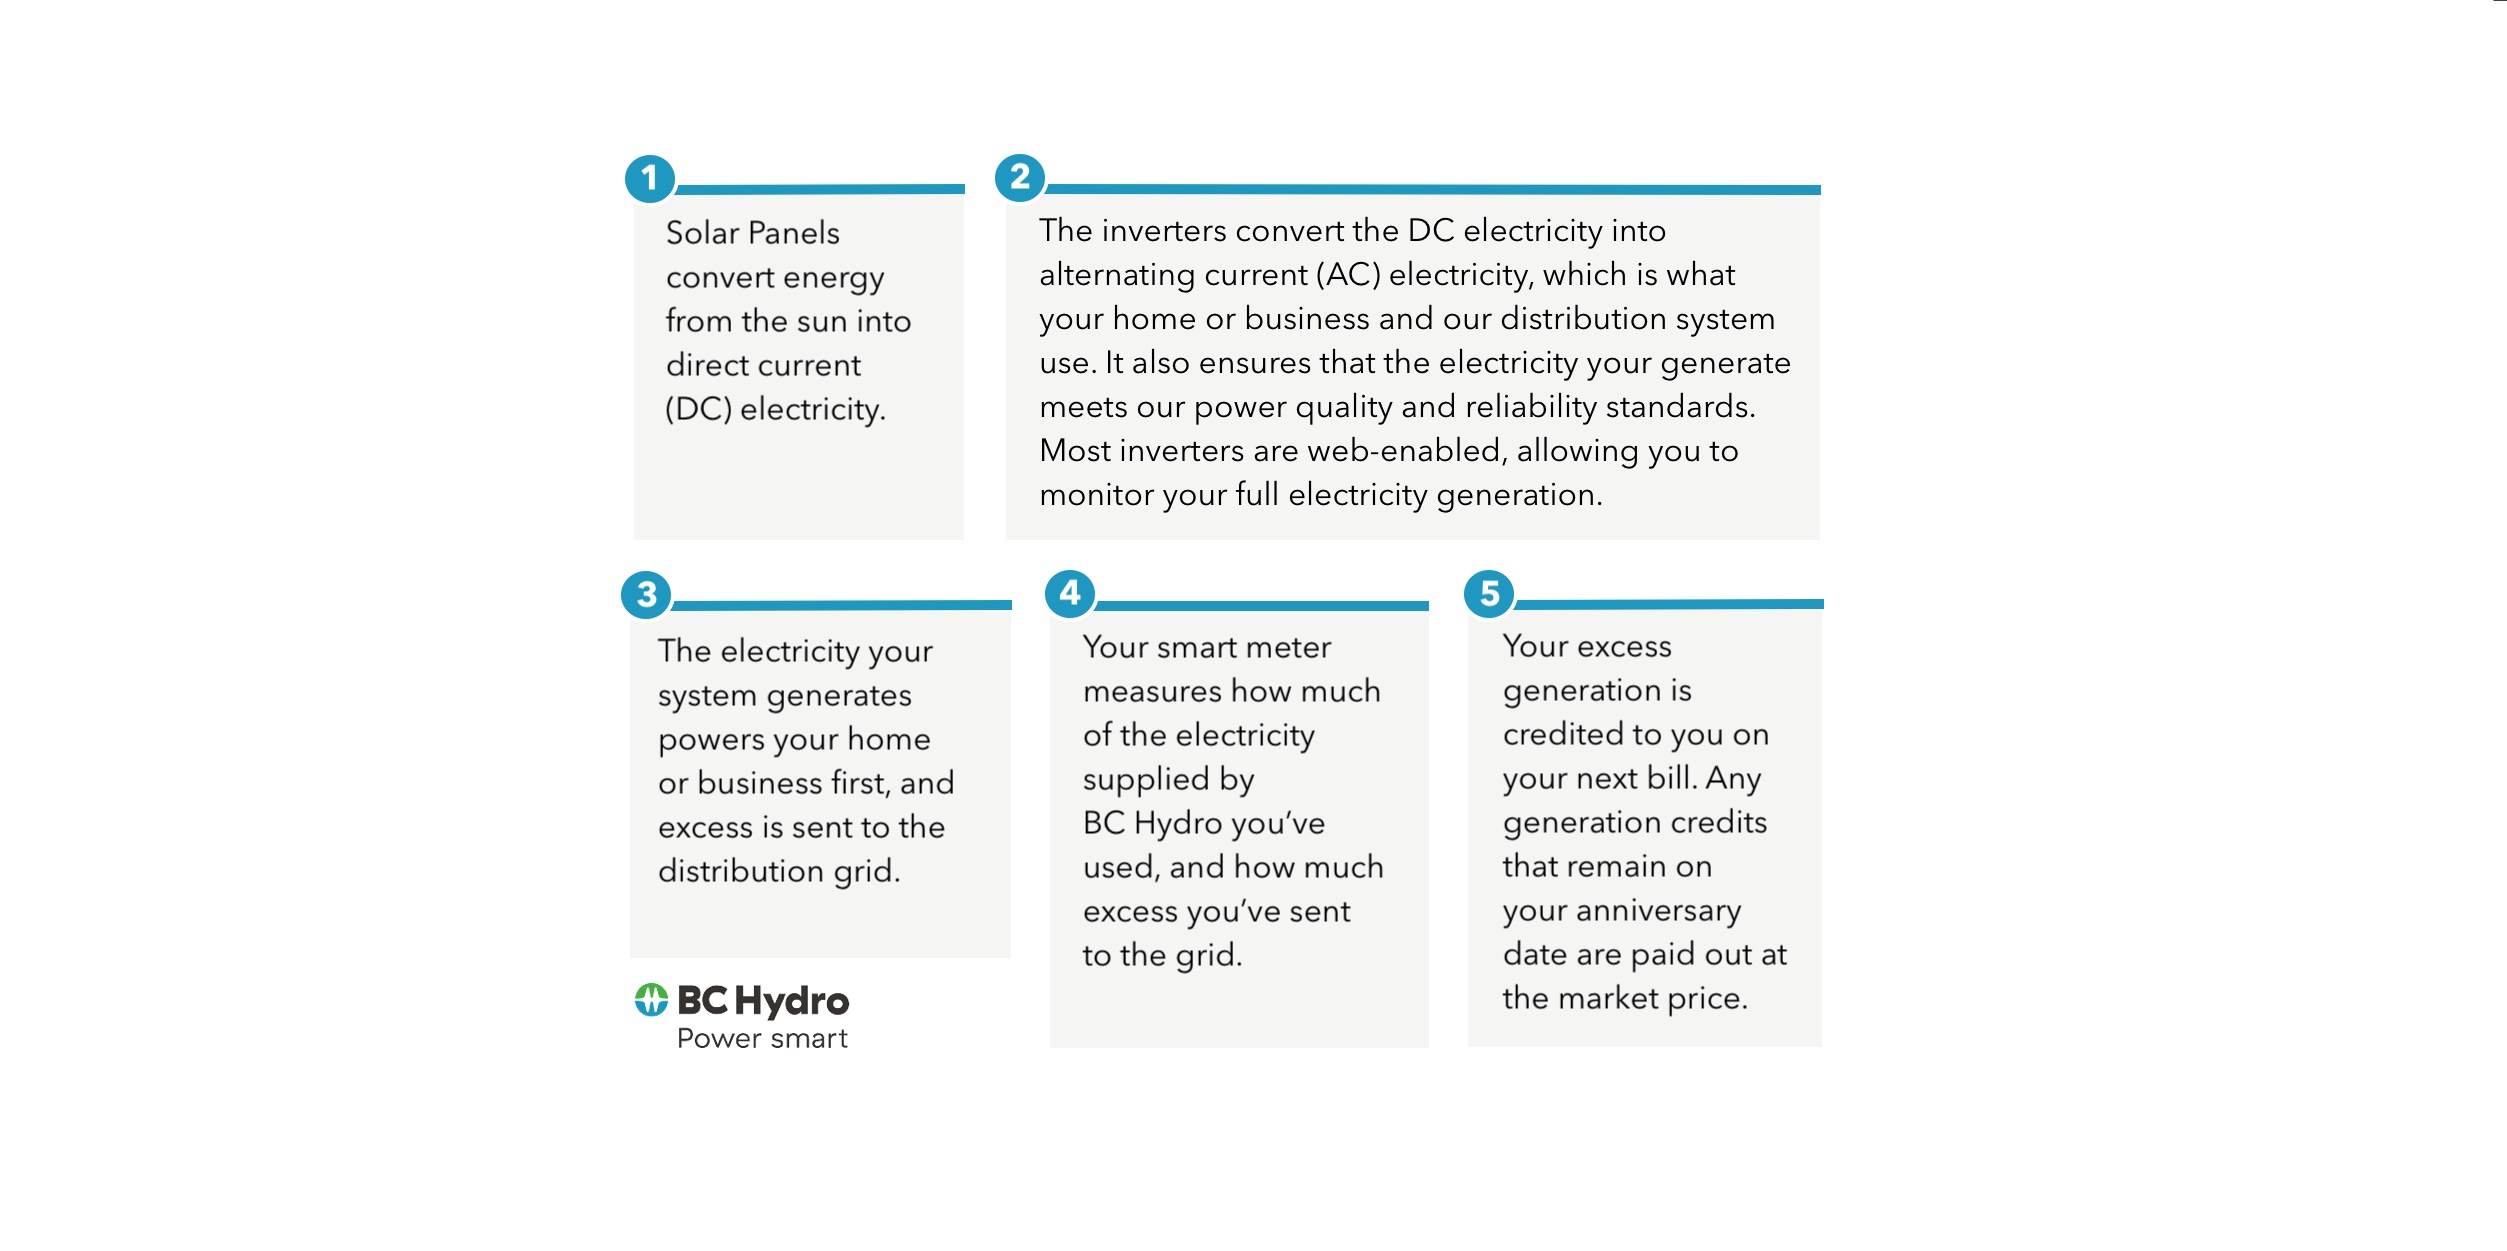 1
Solar Panels
convert energy
from the sun into
direct current
(DC) electricity.
2
The inverters convert the DC electricity into
alternating current (AC) electricity, which is what
your home or business and our distribution system
use. It also ensures that the electricity your generate
meets our power quality and reliability standards.
Most inverters are web-enabled, allowing you to
monitor your full electricity generation.
3
The electricity your
system generates
powers your home
or business first, and
excess is sent to the
distribution grid.
4
Your smart meter
measures how much
of the electricity
supplied by
BC Hydro you’ve
used, and how much
excess you’ve sent
to the grid.
5
Your excess
generation is
credited to you on
your next bill. Any
generation credits
that remain on
your anniversary
date are paid out at
the market price.
BC Hydro
Power smart